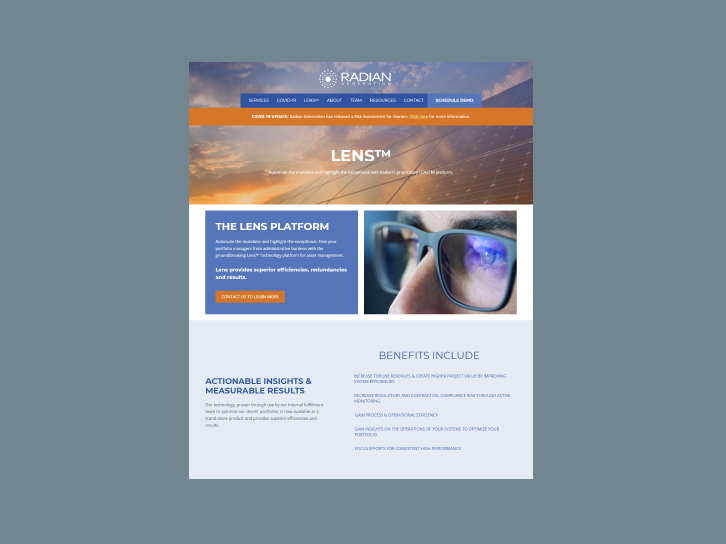 RADIAN
GENERATION
SERVICES COVID-19 LENS™ ABOUT TEAM RESOURCES CONTACT SCHEDULE DEMO
COVID-19 UPDATE: Radian Generation has released a Risk Assessment for Owners. Click here for more information.
LENS™
Automate the mundane and highlight the exceptional with Radian's proprietary LENSTM platform.
THE LENS PLATFORM
Automate the mundane and highlight the exceptional. Free your
portfolio managers from administrative burdens with the
groundbreaking Lens™ Technology platform for asset management.
Lens provides superior efficiencies, redundancies
and results.
CONTACT US TO LEARN MORE
BENEFITS INCLUDE
INCREASE TOPLINE REVENUES & CREATE HIGHER PROJECT VALUE BY IMPROVING
SYSTEM EFFICIENCIES
DECREASE REGULATORY AND CONTRACTUAL COMPLIANCE RISK THROUGH ACTIVE
MONITORING
GAIN PROCESS & OPERATIONAL EFFICIENCY
GAIN INSIGHTS ON THE OPERATIONS OF YOUR SYSTEMS TO OPTIMIZE YOUR
PORTFOLIO
FOCUS EFFORTS FOR CONSISTENT HIGH PERFORMANCE
ACTIONABLE INSIGHTS &
MEASURABLE RESULTS
Our technology, proven through use by our internal fulfillment
team to optimize our clients' portfolios, is now available as a
stand-alone product and provides superior efficiencies and
results.